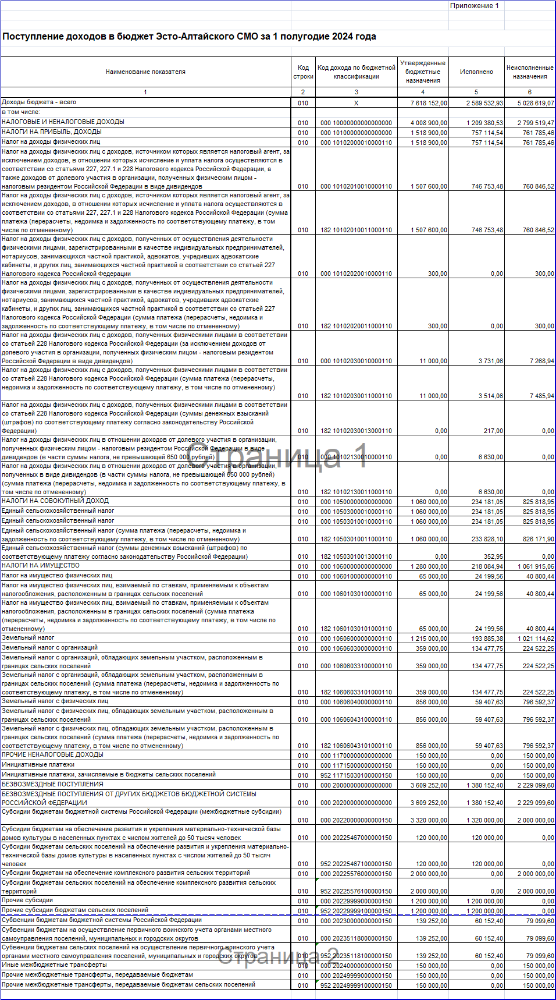 Приложение 1
Поступление доходов в бюджет Эсто-Алтайского СМО за 1 полугодие 2024 года
Наименование показателя | Код строки | Код дохода по бюджетной классификации | Утвержденные бюджетные назначения | Исполнено | Неисполненные назначения
1 2 3 4 5 6
Доходы бюджета - всего 010 X 7 618 152,00 2 589 532,93 5 028 619,07
в том числе:
НАЛОГОВЫЕ И НЕНАЛОГОВЫЕ ДОХОДЫ 010 000 10000000000000000 4 008 900,00 1 209 380,53 2 799 519,47
НАЛОГИ НА ПРИБЫЛЬ, ДОХОДЫ 010 000 10100000000000000 1 518 900,00 757 114,54 761 785,46
Налог на доходы физических лиц 010 000 10102000010000110 1 518 900,00 757 114,54 761 785,46
Налог на доходы физических лиц с доходов, источником которых является налоговый агент, за
исключением доходов, в отношении которых исчисление и уплата налога осуществляются в
соответствии со статьями 227, 227.1 и 228 Налогового кодекса Российской Федерации, а
также доходов от долевого участия в организации, полученных физическим лицом -
налоговым резидентом Российской Федерации в виде дивидендов 010 000 10102010010000110 1 507 600,00 746 753,48 760 846,52
Налог на доходы физических лиц с доходов, источником которых является налоговый агент, за
исключением доходов, в отношении которых исчисление и уплата налога осуществляются в
соответствии со статьями 227, 227.1 и 228 Налогового кодекса Российской Федерации (сумма
платежа (перерасчеты, недоимка и задолженность по соответствующему платежу, в том
числе по отмененному) 010 182 10102010011000110 1 507 600,00 746 753,48 760 846,52
Налог на доходы физических лиц с доходов, полученных от осуществления деятельности
физическими лицами, зарегистрированными в качестве индивидуальных предпринимателей,
нотариусов, занимающихся частной практикой, адвокатов, учредивших адвокатские
кабинеты, и других лиц, занимающихся частной практикой в соответствии со статьей 227
Налогового кодекса Российской Федерации 010 000 10102020010000110 300,00 0,00 300,00
Налог на доходы физических лиц с доходов, полученных от осуществления деятельности
физическими лицами, зарегистрированными в качестве индивидуальных предпринимателей,
нотариусов, занимающихся частной практикой, адвокатов, учредивших адвокатские
кабинеты, и других лиц, занимающихся частной практикой в соответствии со статьей 227
Налогового кодекса Российской Федерации (сумма платежа (перерасчеты, недоимка и
задолженность по соответствующему платежу, в том числе по отмененному) 010 182 10102020011000110 300,00 0,00 300,00
Налог на доходы физических лиц с доходов, полученных физическими лицами в соответствии
со статьей 228 Налогового кодекса Российской Федерации (за исключением доходов от
долевого участия в организации, полученных физическим лицом - налоговым резидентом
Российской Федерации в виде дивидендов) 010 000 10102030010000110 11 000,00 3 731,06 7 268,94
Налог на доходы физических лиц с доходов, полученных физическими лицами в соответствии
со статьей 228 Налогового кодекса Российской Федерации (сумма платежа (перерасчеты,
недоимка и задолженность по соответствующему платежу, в том числе по отмененному)
010 182 10102030011000110 11 000,00 3 514,06 7 485,94
Налог на доходы физических лиц с доходов, полученных физическими лицами в соответствии
со статьей 228 Налогового кодекса Российской Федерации (суммы денежных взысканий
(штрафов) по соответствующему платежу согласно законодательству Российской
Федерации) 010 182 10102030013000110 0,00 217,00 0,00
Налог на доходы физических лиц в отношении доходов от долевого участия в организации,
полученных физическим лицом - налоговым резидентом Российской Федерации в виде
дивидендов (в части суммы налога, не превышающей 650 000 рублей) 010 000 10102130010000110 0,00 6 630,00 0,00
Страница 1
Налог на доходы физических лиц в отношении доходов от долевого участия в организации,
полученных в виде дивидендов (в части суммы налога, не превышающей 650 000 рублей)
(сумма платежа (перерасчеты, недоимка и задолженность по соответствующему платежу, в
том числе по отмененному) 010 182 10102130011000110 0,00 6 630,00 0,00
НАЛОГИ НА СОВОКУПНЫЙ ДОХОД 010 000 10500000000000000 1 060 000,00 234 181,05 825 818,95
Единый сельскохозяйственный налог 010 000 10503000010000110 1 060 000,00 234 181,05 825 818,95
Единый сельскохозяйственный налог 010 000 10503010010000110 1 060 000,00 234 181,05 825 818,95
Единый сельскохозяйственный налог (сумма платежа (перерасчеты, недоимка и
задолженность по соответствующему платежу, в том числе по отмененному) 010 182 10503010011000110 1 060 000,00 233 828,10 826 171,90
Единый сельскохозяйственный налог (суммы денежных взысканий (штрафов) по
соответствующему платежу согласно законодательству Российской Федерации) 010 182 10503010013000110 0,00 352,95 0,00
НАЛОГИ НА ИМУЩЕСТВО 010 000 10600000000000000 1 280 000,00 218 084,94 1 061 915,06
Налог на имущество физических лиц 010 000 10601000000000110 65 000,00 24 199,56 40 800,44
Налог на имущество физических лиц, взимаемый по ставкам, применяемым к объектам
налогообложения, расположенным в границах сельских поселений 010 000 10601030100000110 65 000,00 24 199,56 40 800,44
Налог на имущество физических лиц, взимаемый по ставкам, применяемым к объектам
налогообложения, расположенным в границах сельских поселений (сумма платежа
(перерасчеты, недоимка и задолженность по соответствующему платежу, в том числе по
отмененному) 010 182 10601030101000110 65 000,00 24 199,56 40 800,44
Земельный налог 010 000 10606000000000110 1 215 000,00 193 885,38 1 021 114,62
Земельный налог с организаций 010 000 10606030000000110 359 000,00 134 477,75 224 522,25
Земельный налог с организаций, обладающих земельным участком, расположенным в
границах сельских поселений 010 000 10606033100000110 359 000,00 134 477,75 224 522,25
Земельный налог с организаций, обладающих земельным участком, расположенным в
границах сельских поселений (сумма платежа (перерасчеты, недоимка и задолженность по
соответствующему платежу, в том числе по отмененному) 010 182 10606033101000110 359 000,00 134 477,75 224 522,25
Земельный налог с физических лиц 010 000 10606040000000110 856 000,00 59 407,63 796 592,37
Земельный налог с физических лиц, обладающих земельным участком, расположенным в
границах сельских поселений 010 000 10606043100000110 856 000,00 59 407,63 796 592,37
Земельный налог с физических лиц, обладающих земельным участком, расположенным в
границах сельских поселений (сумма платежа (перерасчеты, недоимка и задолженность по
соответствующему платежу, в том числе по отмененному) 010 182 10606043101000110 856 000,00 59 407,63 796 592,37
ПРОЧИЕ НЕНАЛОГОВЫЕ ДОХОДЫ 010 000 11700000000000000 150 000,00 0,00 150 000,00
Инициативные платежи 010 000 11715000000000150 150 000,00 0,00 150 000,00
Инициативные платежи, зачисляемые в бюджеты сельских поселений 010 952 11715030100000150 150 000,00 0,00 150 000,00
БЕЗВОЗМЕЗДНЫЕ ПОСТУПЛЕНИЯ 010 000 20000000000000000 3 609 252,00 1 380 152,40 2 229 099,60
БЕЗВОЗМЕЗДНЫЕ ПОСТУПЛЕНИЯ ОТ ДРУГИХ БЮДЖЕТОВ БЮДЖЕТНОЙ СИСТЕМЫ
РОССИЙСКОЙ ФЕДЕРАЦИИ 010 000 20200000000000000 3 609 252,00 1 380 152,40 2 229 099,60
Субсидии бюджетам бюджетной системы Российской Федерации (межбюджетные субсидии)
010 000 20220000000000150 3 320 000,00 1 320 000,00 2 000 000,00
Субсидии бюджетам на обеспечение развития и укрепления материально-технической базы
домов культуры в населенных пунктах с числом жителей до 50 тысяч человек 010 000 20225467000000150 120 000,00 120 000,00 0,00
Субсидии бюджетам сельских поселений на обеспечение развития и укрепления материально-
технической базы домов культуры в населенных пунктах с числом жителей до 50 тысяч
человек 010 952 20225467100000150 120 000,00 120 000,00 0,00
Субсидии бюджетам на обеспечение комплексного развития сельских территорий 010 000 20225576000000150 2 000 000,00 0,00 2 000 000,00
Субсидии бюджетам сельских поселений на обеспечение комплексного развития сельских
территорий 010 952 20225576100000150 2 000 000,00 0,00 2 000 000,00
Прочие субсидии 010 000 20229999000000150 1 200 000,00 1 200 000,00 0,00
Прочие субсидии бюджетам сельских поселений 010 952 20229999100000150 1 200 000,00 1 200 000,00 0,00
Субвенции бюджетам бюджетной системы Российской Федерации 010 000 20230000000000150 139 252,00 60 152,40 79 099,60
Субвенции бюджетам на осуществление первичного воинского учета органами местного
самоуправления поселений, муниципальных и городских округов 010 000 20235118000000150 139 252,00 60 152,40 79 099,60
Субвенции бюджетам сельских поселений на осуществление первичного воинского учета
органами местного самоуправления поселений, муниципальных и городских округов 010 952 20235118100000150 139 252,00 60 152,40 79 099,60
Страница 2
Иные межбюджетные трансферты 010 000 20240000000000150 150 000,00 0,00 150 000,00
Прочие межбюджетные трансферты, передаваемые бюджетам 010 000 20249999000000150 150 000,00 0,00 150 000,00
Прочие межбюджетные трансферты, передаваемые бюджетам сельских поселений 010 952 20249999100000150 150 000,00 0,00 150 000,00